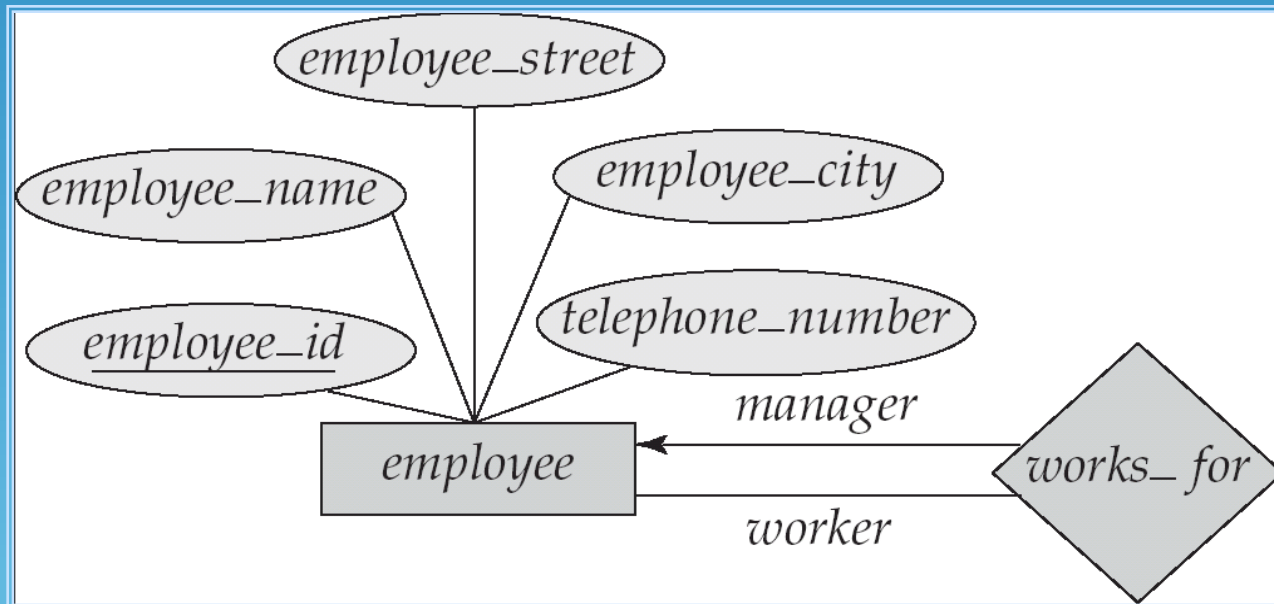 employee_street
employee_name
employee_city
employee_id
telephone_number
manager
employee
works_for
worker